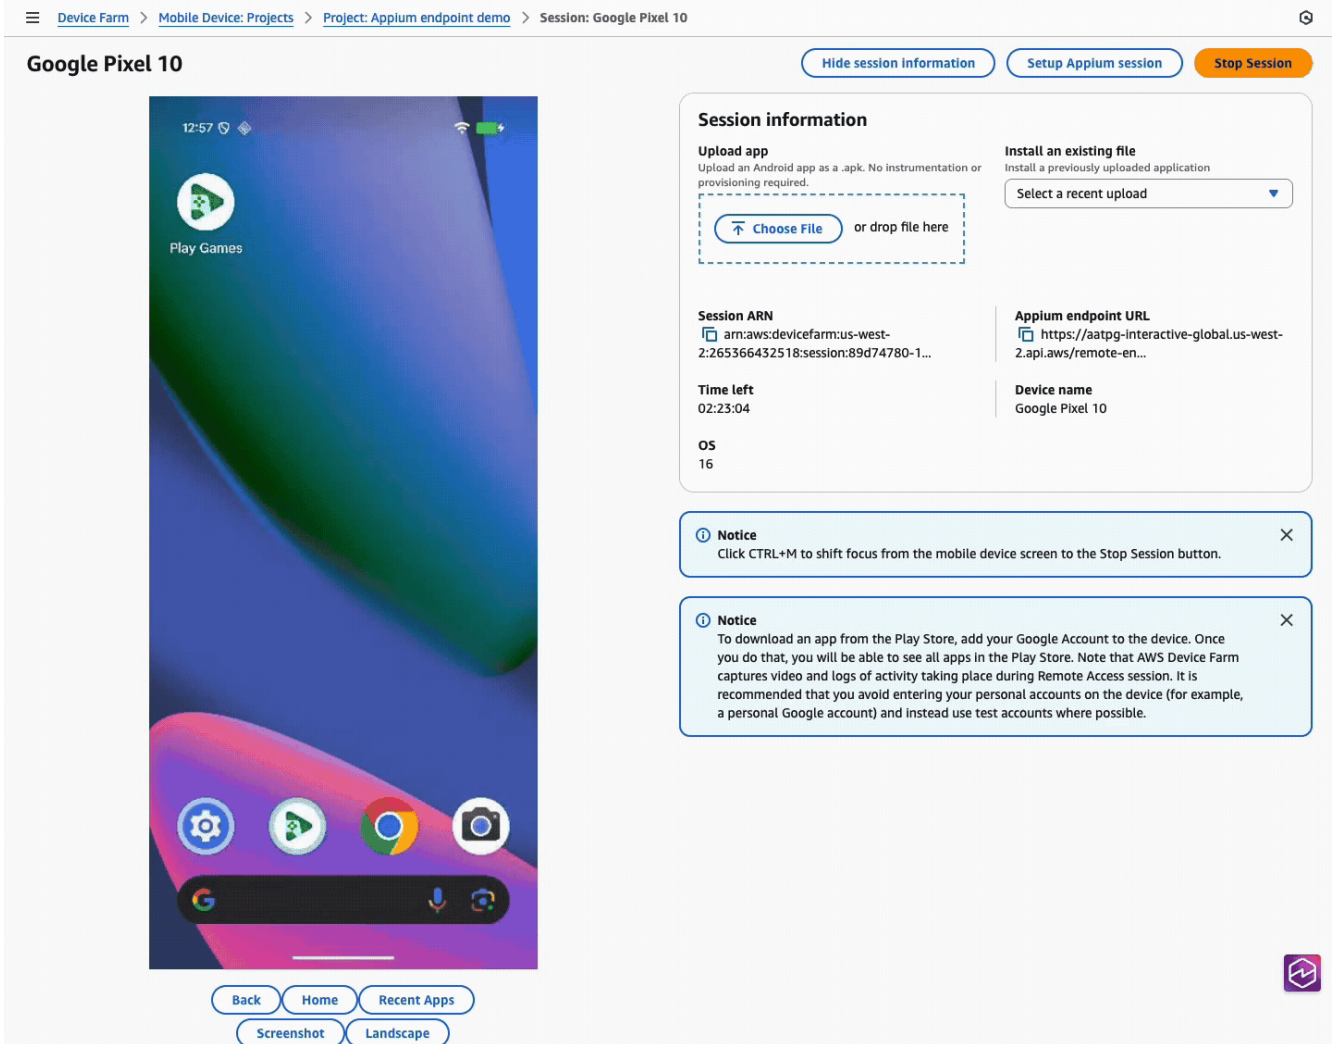 Device Farm > Mobile Device: Projects > Project: Appium endpoint demo > Session: Google Pixel 10
Google Pixel 10
Hide session information
Setup Appium session
Stop Session
12:57
Play Games
Session information
Upload app
Upload an Android app as a .apk. No instrumentation or
provisioning required.
Choose File
or drop file here
Install an existing file
Install a previously uploaded application
Select a recent upload
Session ARN
arn:aws:devicefarm:us-west-
2:265366432518:session:89d74780-1...
Appium endpoint URL
https://aatpg-interactive-global.us-west-
2.api.aws/remote-en...
Time left
02:23:04
Device name
Google Pixel 10
OS
16
Notice
Click CTRL+M to shift focus from the mobile device screen to the Stop Session button.
Notice
To download an app from the Play Store, add your Google Account to the device. Once
you do that, you will be able to see all apps in the Play Store. Note that AWS Device Farm
captures video and logs of activity taking place during Remote Access session. It is
recommended that you avoid entering your personal accounts on the device (for example,
a personal Google account) and instead use test accounts where possible.
Back
Home
Recent Apps
Screenshot
Landscape